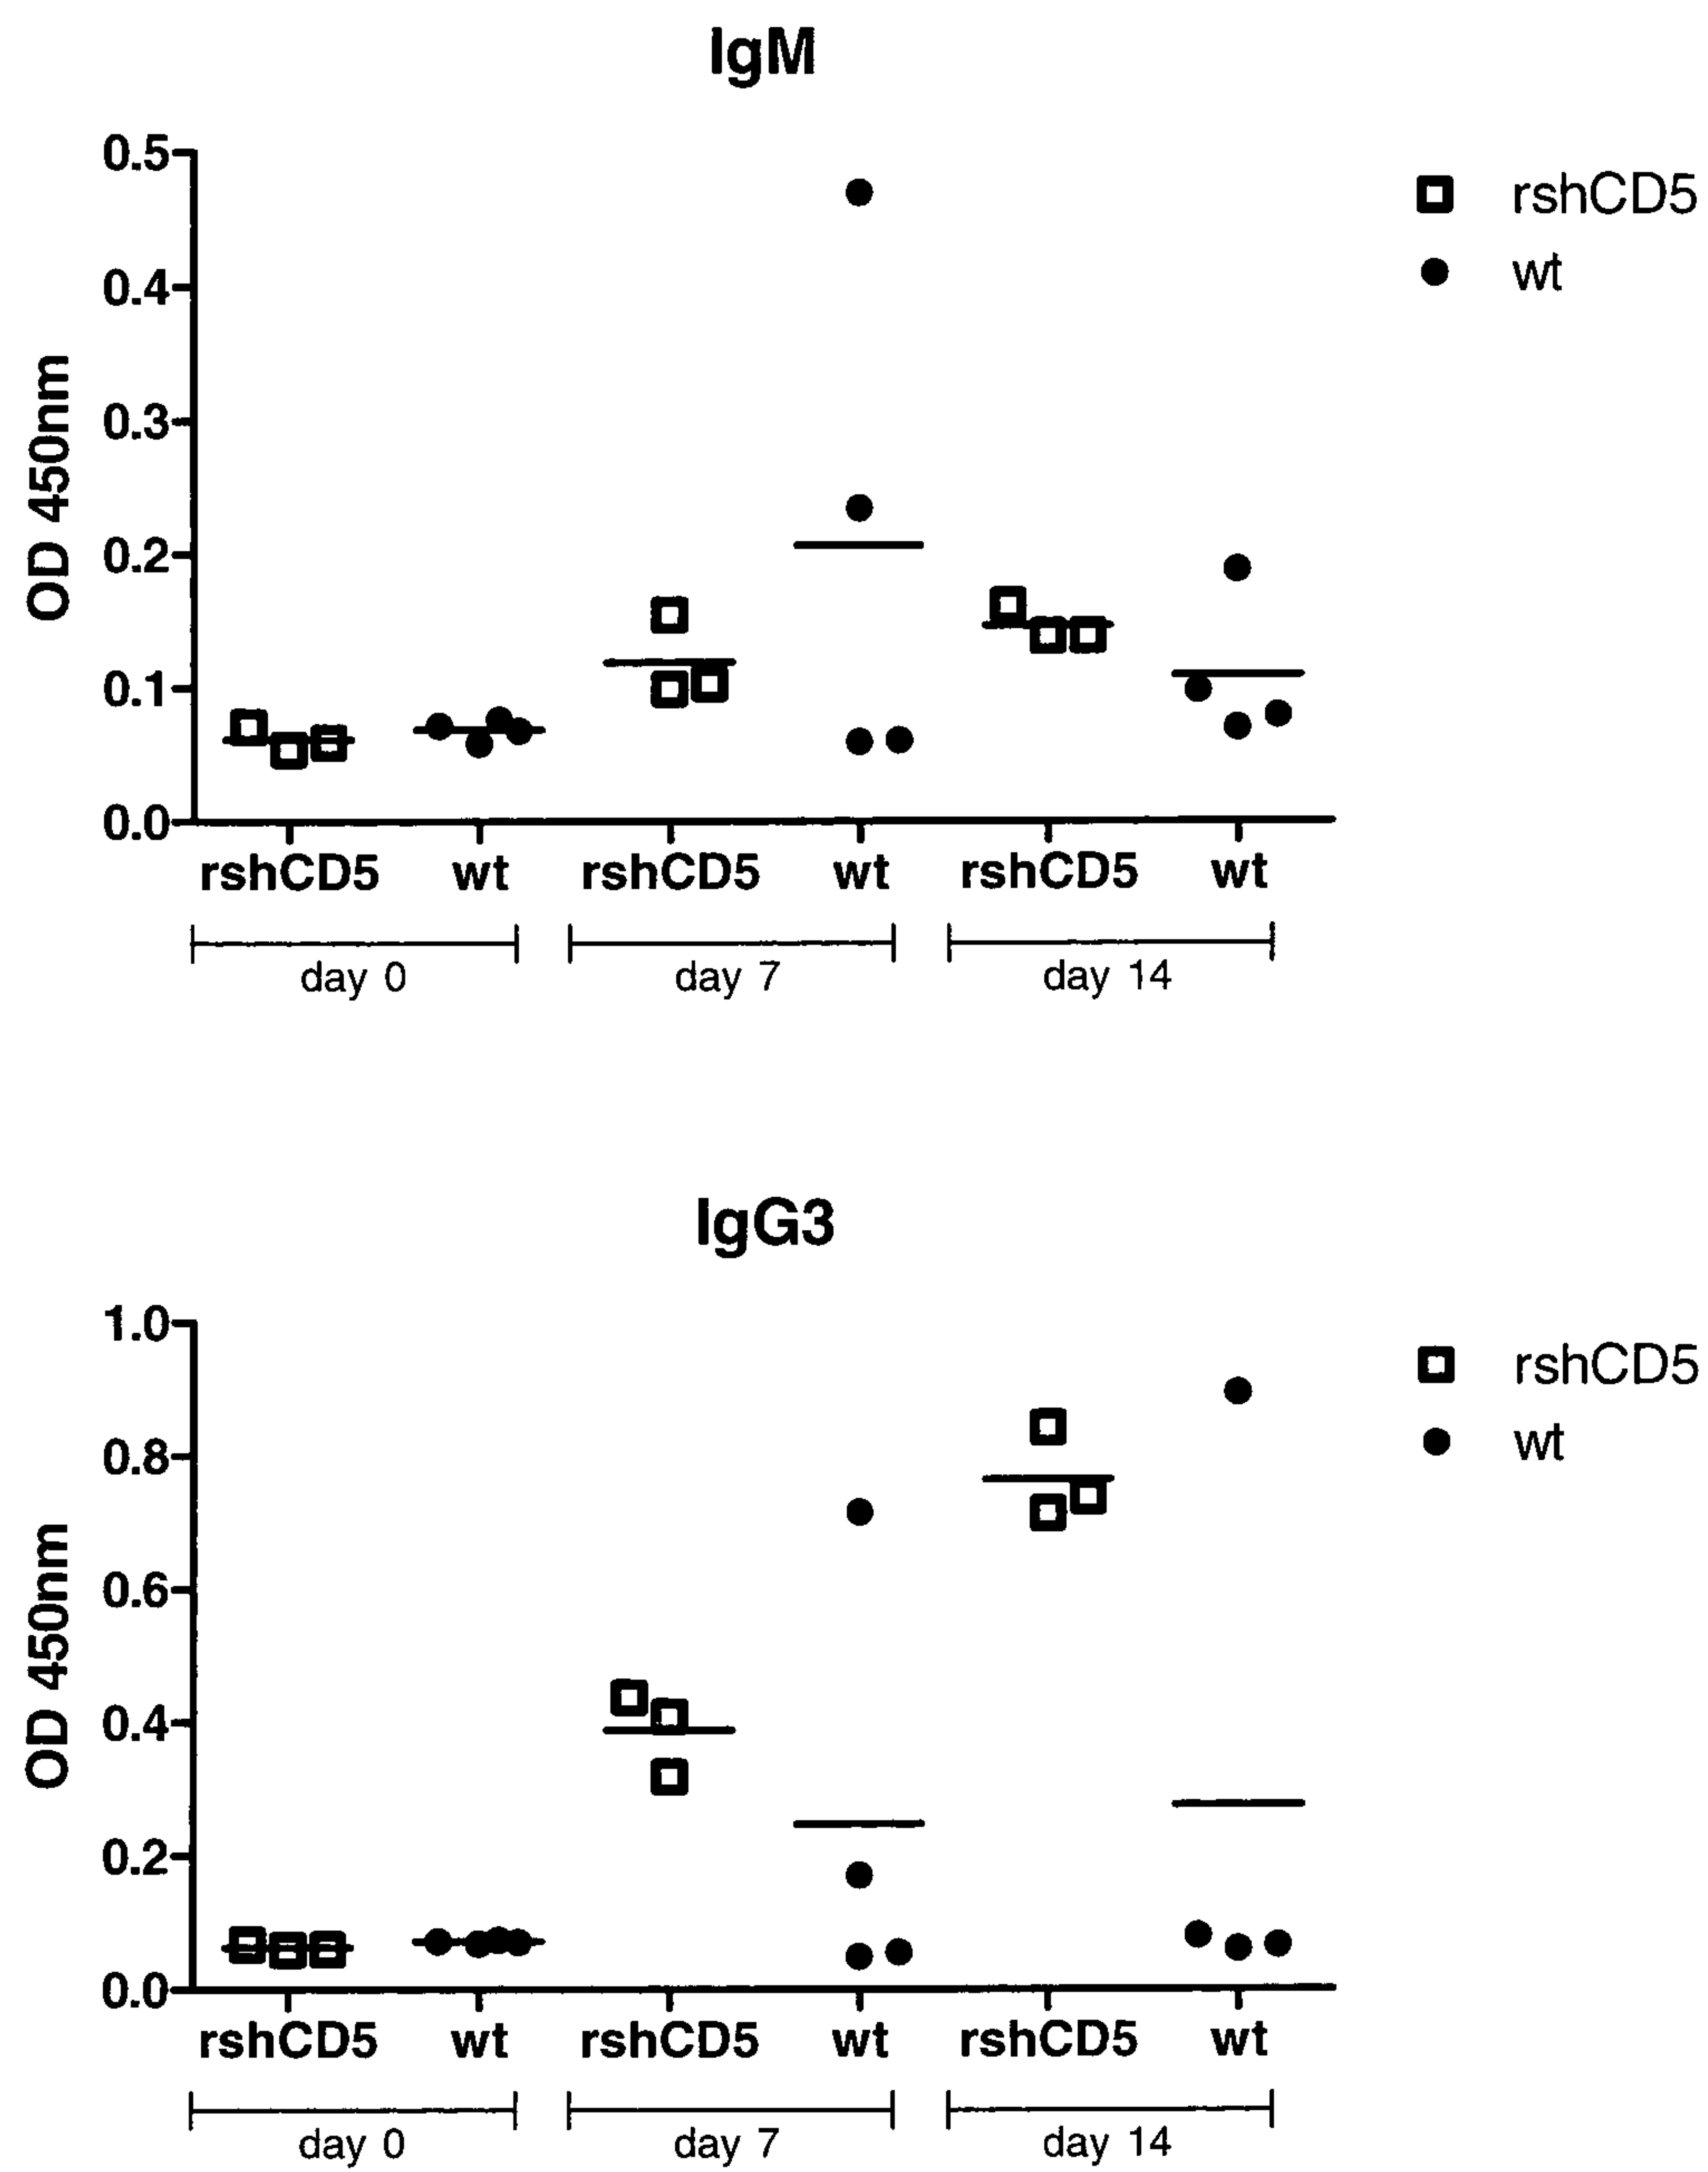 IgM
0.5
0.4
0.3
0.2
0.1
0.0
OD 450nm
rshCD5
wt
rshCD5 wt rshCD5 wt rshCD5 wt
day 0 day 7 day 14
IgG3
1.0
0.8
0.6
0.4
0.2
0.0
OD 450nm
rshCD5
wt
rshCD5 wt rshCD5 wt rshCD5 wt
day 0 day 7 day 14